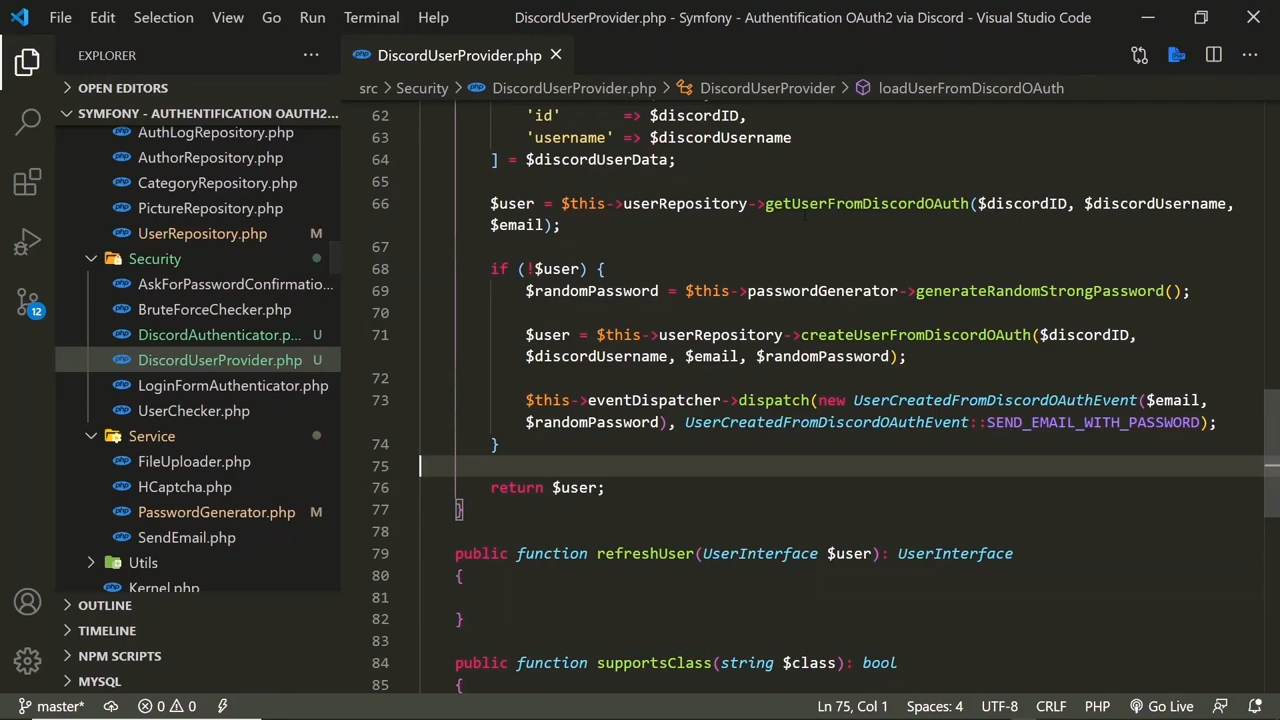 File Edit Selection View Go Run Terminal Help DiscordUserProvider.php - Symfony - Authentification OAuth2 via Discord - Visual Studio Code
EXPLORER
OPEN EDITORS
SYMFONY - AUTHENTIFICATION OAUTH2...
AuthLogRepository.php
AuthorRepository.php
CategoryRepository.php
PictureRepository.php
UserRepository.php M
Security
AskForPasswordConfirmatio...
BruteForceChecker.php
DiscordAuthenticator.p... U
DiscordUserProvider.php U
LoginFormAuthenticator.php
UserChecker.php
Service
FileUploader.php
HCaptcha.php
PasswordGenerator.php M
SendEmail.php
Utils
Kernel.php
OUTLINE
TIMELINE
NPM SCRIPTS
MYSQL
12
php DiscordUserProvider.php
src > Security > php DiscordUserProvider.php > DiscordUserProvider > loadUserFromDiscordOAuth
62 'id' => $discordID,
63 'username' => $discordUsername
64 ] = $discordUserData;
65
66 $user = $this->userRepository->getUserFromDiscordOAuth($discordID, $discordUsername,
$email);
67
68 if (!$user) {
69 $randomPassword = $this->passwordGenerator->generateRandomStrongPassword();
70
71 $user = $this->userRepository->createUserFromDiscordOAuth($discordID,
$discordUsername, $email, $randomPassword);
72
73 $this->eventDispatcher->dispatch(new UserCreatedFromDiscordOAuthEvent($email,
$randomPassword), UserCreatedFromDiscordOAuthEvent::SEND_EMAIL_WITH_PASSWORD);
74 }
75
76 return $user;
77 }
78
79 public function refreshUser(UserInterface $user): UserInterface
80 {
81
82 }
83
84 public function supportsClass(string $class): bool
85 {
master* 0 0 Ln 75, Col 1 Spaces: 4 UTF-8 CRLF PHP Go Live